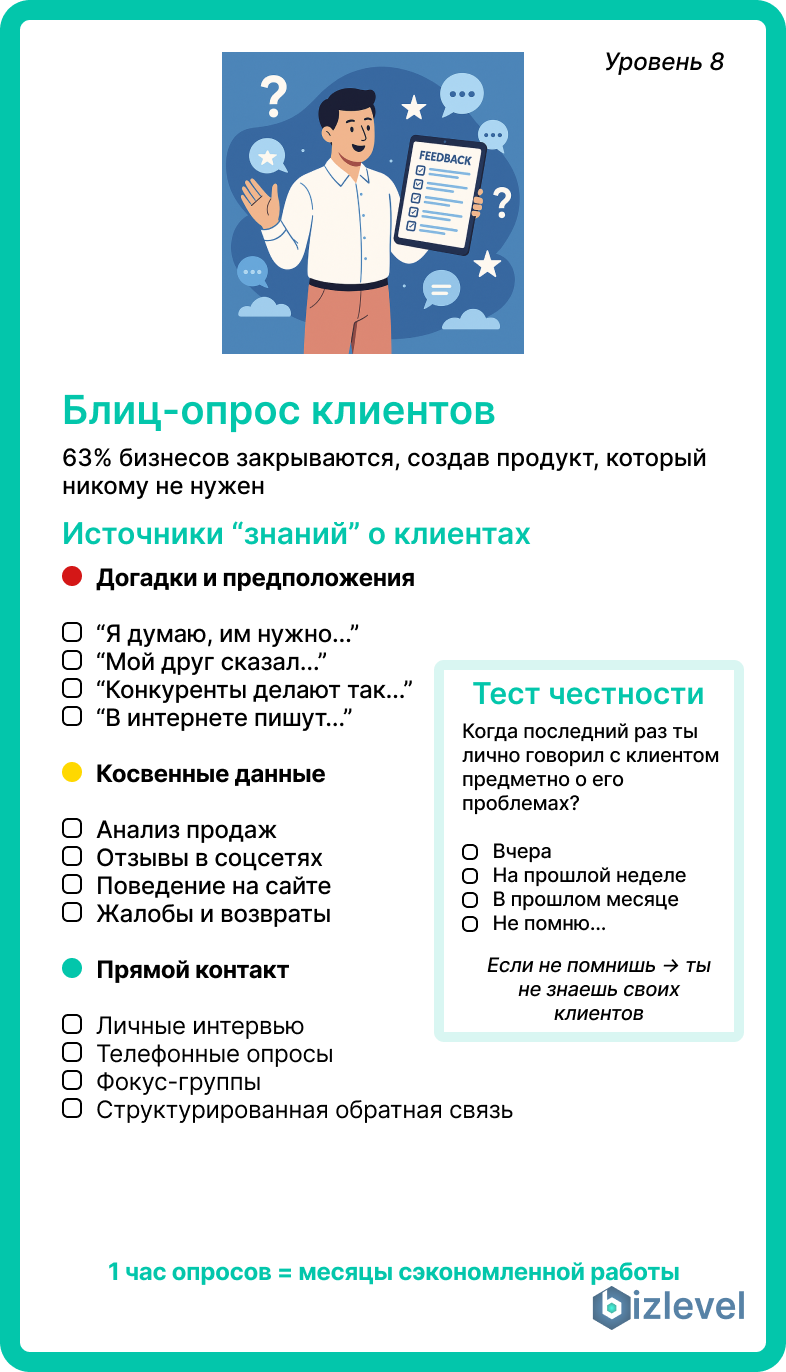 Уровень 8
?
FEEDBACK
?
Блиц-опрос клиентов
63% бизнесов закрываются, создав продукт, который
никому не нужен
Источники “знаний” о клиентах
Догадки и предположения
“Я думаю, им нужно...”
“Мой друг сказал...”
“Конкуренты делают так...”
“В интернете пишут...”
Косвенные данные
Анализ продаж
Отзывы в соцсетях
Поведение на сайте
Жалобы и возвраты
Прямой контакт
Личные интервью
Телефонные опросы
Фокус-группы
Структурированная обратная связь
Тест честности
Когда последний раз ты
лично говорил с клиентом
предметно о его
проблемах?
Вчера
На прошлой неделе
В прошлом месяце
Не помню...
Если не помнишь → ты
не знаешь своих
клиентов
1 час опросов = месяцы сэкономленной работы
bizlevel